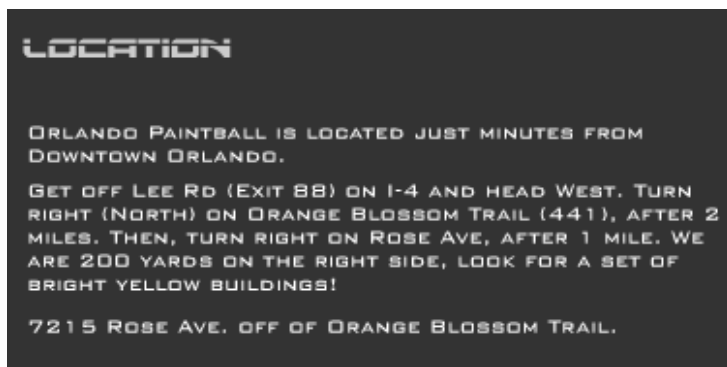 LOCATION
ORLANDO PAINTBALL IS LOCATED JUST MINUTES FROM
DOWNTOWN ORLANDO.
GET OFF LEE RD (EXIT 88) ON I-4 AND HEAD WEST. TURN
RIGHT (NORTH) ON ORANGE BLOSSOM TRAIL (441), AFTER 2
MILES. THEN, TURN RIGHT ON ROSE AVE, AFTER 1 MILE. WE
ARE 200 YARDS ON THE RIGHT SIDE, LOOK FOR A SET OF
BRIGHT YELLOW BUILDINGS!
7215 ROSE AVE. OFF OF ORANGE BLOSSOM TRAIL.